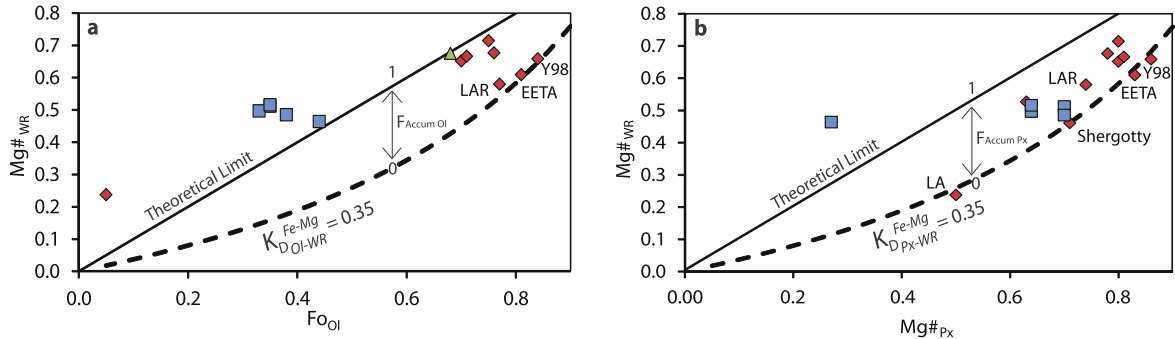 a
0.8
0.7
0.6
0.5
0.4
0.3
0.2
0.1
0.0
0.0
0.2
0.4
0.6
0.8
Mg#WR
FoOl
Theoretical Limit
1
FAccum Ol
0
LAR
EETA
Y98
KD Ol-WR Fe-Mg = 0.35
b
0.8
0.7
0.6
0.5
0.4
0.3
0.2
0.1
0.0
0.00
0.20
0.40
0.60
0.80
Mg#WR
Mg#Px
Theoretical Limit
1
FAccum Px
0
LAR
Y98
EETA
Shergotty
LA
KD Px-WR Fe-Mg = 0.35